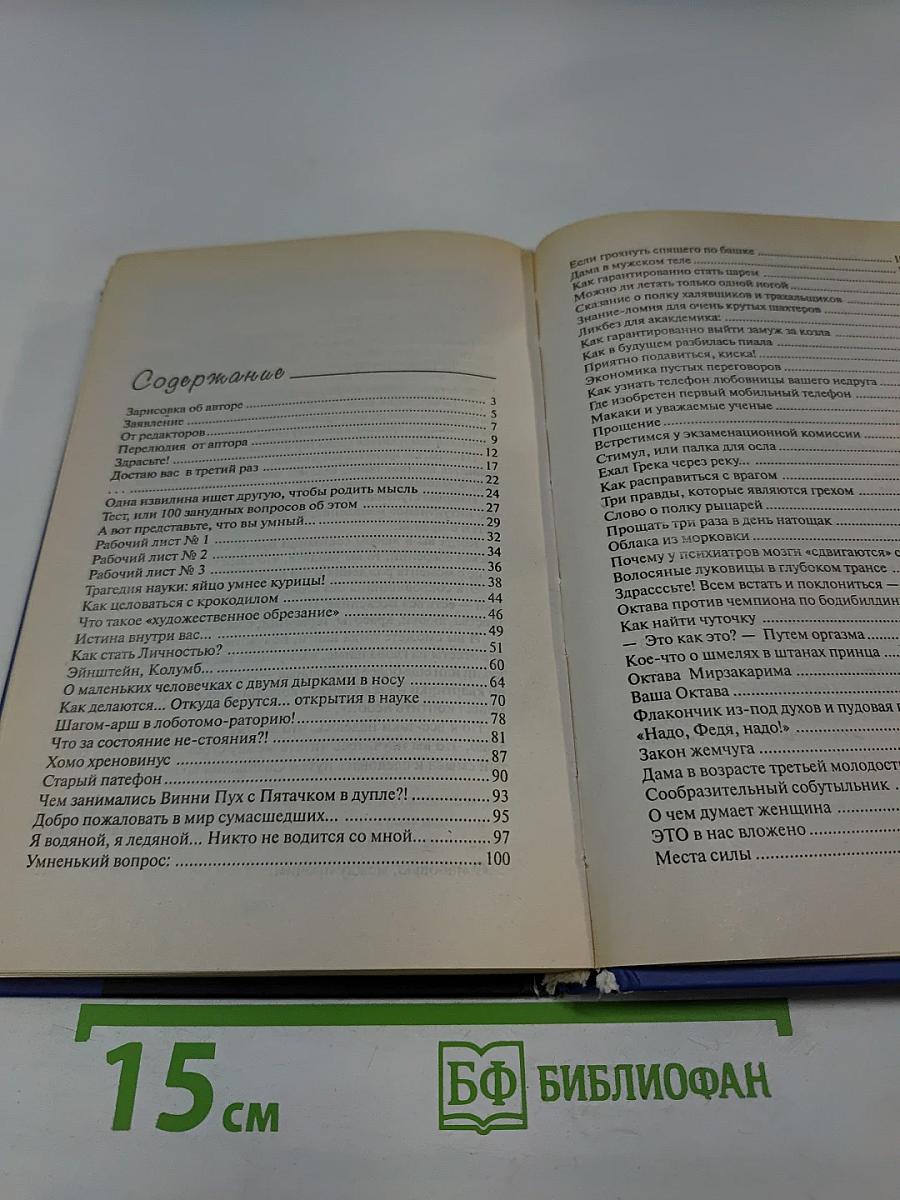 Содержание
Зарисовка об авторе ... 3
Заявление ... 5
От редакторов ... 7
Перелюдия от аптора ... 9
Здрасьте! ... 12
Достаю вас в третий раз ... 17
. . . ... 22
Одна извилина ищет другую, чтобы родить мысль ... 24
Тест, или 100 занудных вопросов об этом ... 27
А вот представьте, что вы умный... ... 29
Рабочий лист № 1 ... 32
Рабочий лист № 2 ... 34
Рабочий лист № 3 ... 36
Трагедия науки: яйцо умнее курицы! ... 38
Как целоваться с крокодилом ... 44
Что такое «художественное обрезание» ... 46
Истина внутри вас... ... 49
Как стать Личностью? ... 51
Эйнштейн, Колумб... ... 60
О маленьких человечках с двумя дырками в носу ... 64
Как делаются... Откуда берутся... открытия в науке ... 70
Шагом-арш в лоботомо-раторию! ... 78
Что за состояние не-стояния?! ... 81
Хомо хреновинус ... 87
Старый патефон ... 90
Чем занимались Винни Пух с Пятачком в дупле?! ... 93
Добро пожаловать в мир сумасшедших... ... 95
Я водяной, я ледяной... Никто не водится со мной... ... 97
Умненький вопрос: ... 100
Если грохнуть спящего по башке
Дама в мужском теле
Как гарантированно стать царем
Можно ли летать только одной ногой
Сказание о полку халявщиков и трахальщиков
Знание-ломия для очень крутых шахтеров
Ликбез для акаклемика:
Как гарантированно выйти замуж за козла
Как в будущем разбилась пиала
Приятно подавиться, киска!
Экономика пустых переговоров
Как узнать телефон любовницы вашего недруга
Где изобретен первый мобильный телефон
Макаки и уважаемые ученые
Прощение
Встретимся у экзаменационной комиссии
Стимул, или палка для осла
Ехал Грека через реку...
Как расправиться с врагом
Три правды, которые являются грехом
Слово о полку рыцарей
Прощать три раза в день натощак
Облака из морковки
Почему у психиатров мозги «сдвигаются» с
Волосяные луковицы в глубоком трансе
Здрасссьте! Всем встать и поклониться —
Октава против чемпиона по бодибилдин
Как найти чуточку
— Это как это? — Путем оргазма
Кое-что о шмелях в штанах принца
Октава Мирзакарима
Ваша Октава
Флакончик из-под духов и пудовая
«Надо, Федя, надо!»
Закон жемчуга
Дама в возрасте третьей молодост
Сообразительный собутыльник
О чем думает женщина
ЭТО в нас вложено
Места силы
15 см
БФ БИБЛИОФАН